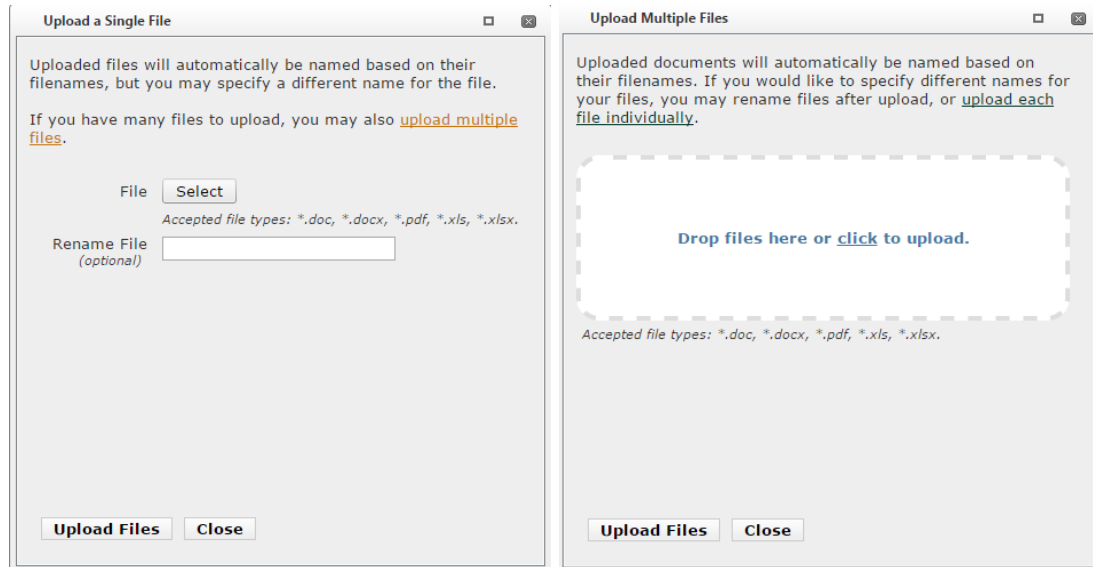 Upload a Single File
Uploaded files will automatically be named based on their
filenames, but you may specify a different name for the file.
If you have many files to upload, you may also upload multiple
files.
File Select
Accepted file types: *.doc, *.docx, *.pdf, *.xls, *.xlsx.
Rename File
(optional)
Upload Files Close
Upload Multiple Files
Uploaded documents will automatically be named based on
their filenames. If you would like to specify different names for
your files, you may rename files after upload, or upload each
file individually.
Drop files here or click to upload.
Accepted file types: *.doc, *.docx, *.pdf, *.xls, *.xlsx.
Upload Files Close